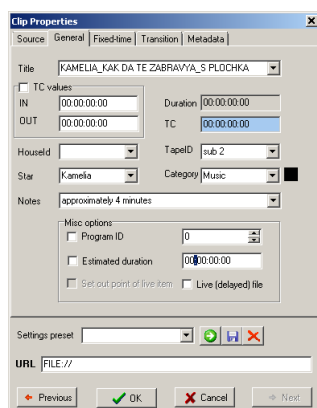 Clip Properties
Source General Fixed-time Transition Metadata
Title KAMELIA_KAK DA TE ZABRAVYA_S PLOCHKA
TC values
IN 00:00:00:00 Duration 00:00:00:00
OUT 00:00:00:00 TC 00:00:00:00
HouseId TapeID sub 2
Star Kamelia Category Music
Notes approximately 4 minutes
Misc options
Program ID 0
Estimated duration 00:00:00:00
Set out point of live item Live (delayed) file
Settings preset
URL FILE://
Previous OK Cancel Next